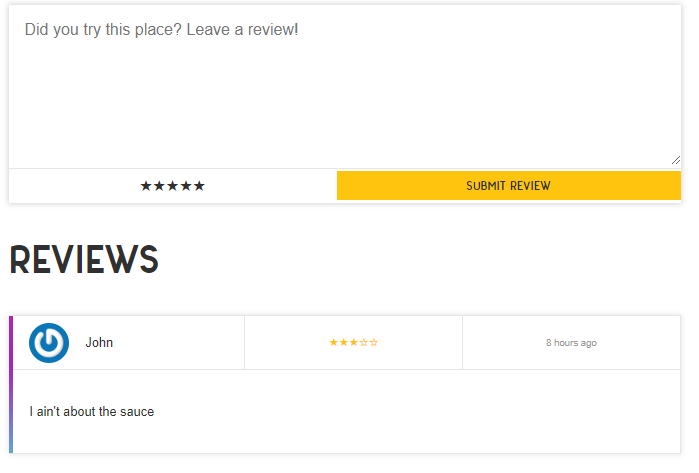 Did you try this place? Leave a review!
★★★★★
SUBMIT REVIEW
REVIEWS
John
★★★☆☆
8 hours ago
I ain't about the sauce